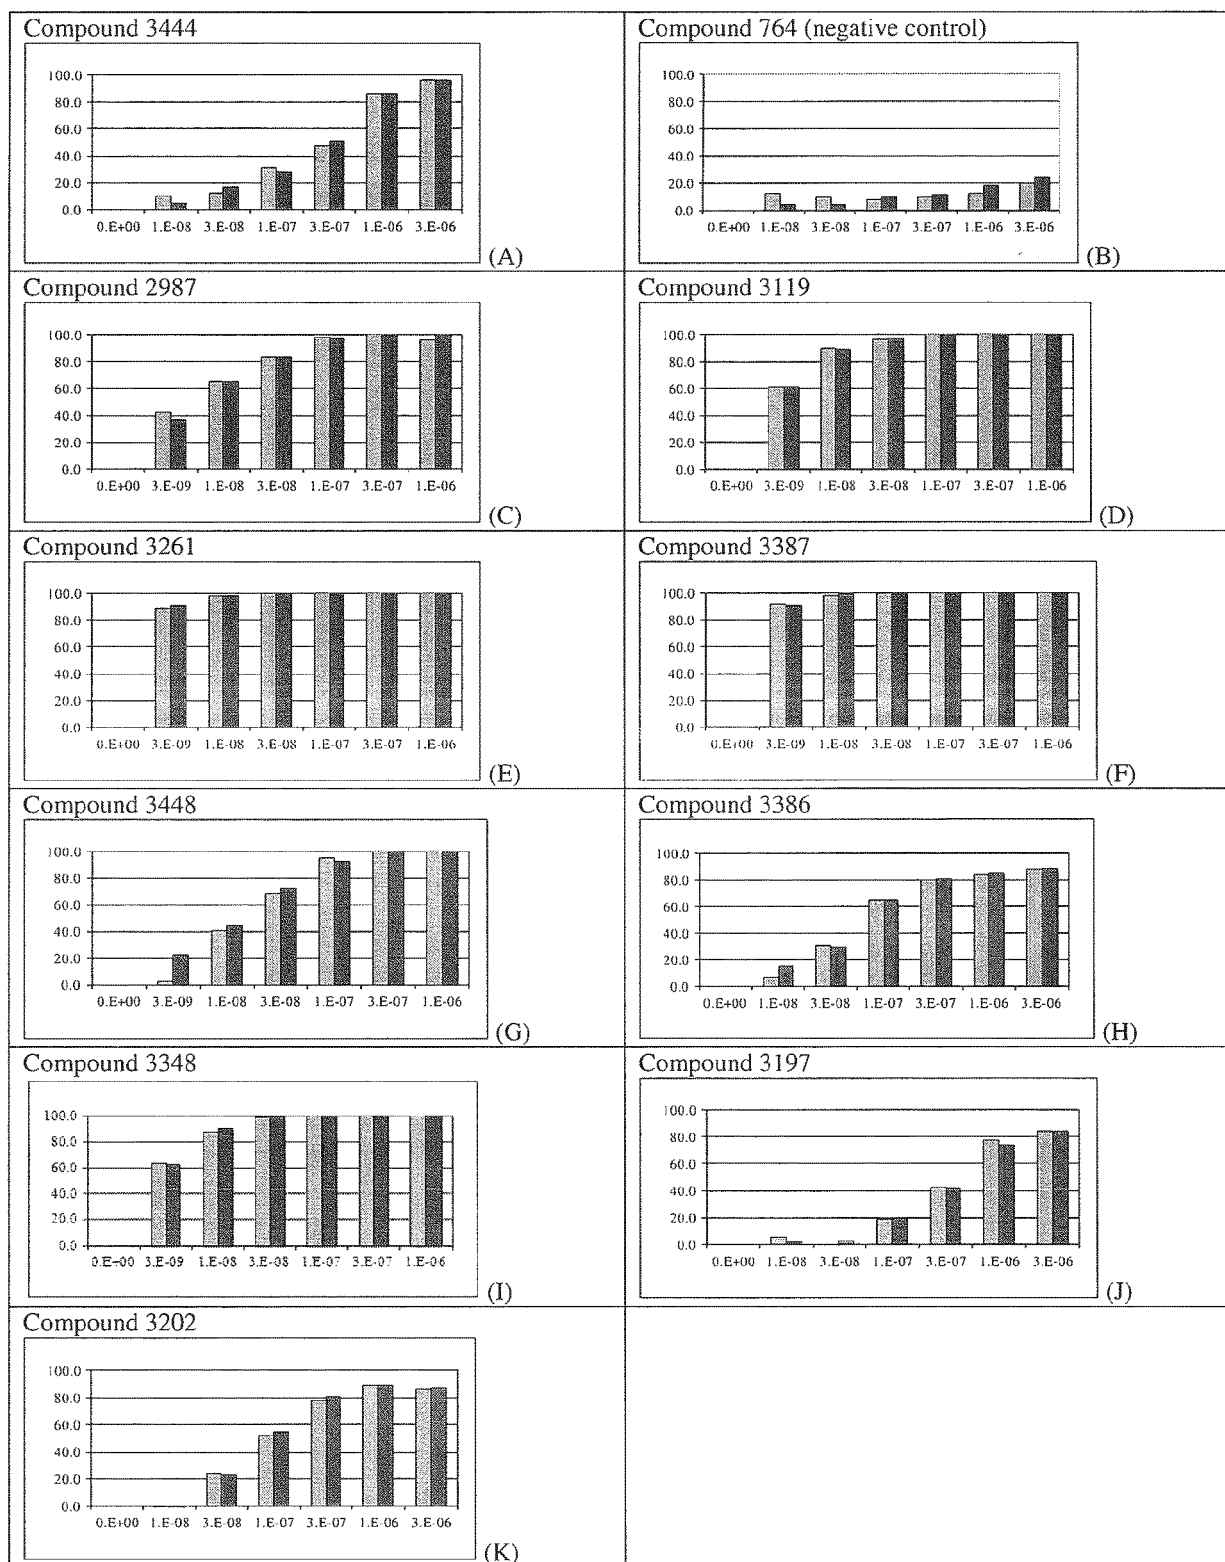 Compound 3444
100.0
80.0
60.0
40.0
20.0
0.0
0.E+00 1.E-08 3.E-08 1.E-07 3.E-07 1.E-06 3.E-06
(A)
Compound 764 (negative control)
100.0
80.0
60.0
40.0
20.0
0.0
0.E+00 1.E-08 3.E-08 1.E-07 3.E-07 1.E-06 3.E-06
(B)
Compound 2987
100.0
80.0
60.0
40.0
20.0
0.0
0.E+00 3.E-09 1.E-08 3.E-08 1.E-07 3.E-07 1.E-06
(C)
Compound 3119
100.0
80.0
60.0
40.0
20.0
0.0
0.E+00 3.E-09 1.E-08 3.E-08 1.E-07 3.E-07 1.E-06
(D)
Compound 3261
100.0
80.0
60.0
40.0
20.0
0.0
0.E+00 3.E-09 1.E-08 3.E-08 1.E-07 3.E-07 1.E-06
(E)
Compound 3387
100.0
80.0
60.0
40.0
20.0
0.0
0.E+00 3.E-09 1.E-08 3.E-08 1.E-07 3.E-07 1.E-06
(F)
Compound 3448
100.0
80.0
60.0
40.0
20.0
0.0
0.E+00 3.E-09 1.E-08 3.E-08 1.E-07 3.E-07 1.E-06
(G)
Compound 3386
100.0
80.0
60.0
40.0
20.0
0.0
0.E+00 1.E-08 3.E-08 1.E-07 3.E-07 1.E-06 3.E-06
(H)
Compound 3348
100.0
80.0
60.0
40.0
20.0
0.0
0.E+00 3.E-09 1.E-08 3.E-08 1.E-07 3.E-07 1.E-06
(I)
Compound 3197
100.0
80.0
60.0
40.0
20.0
0.0
0.E+00 1.E-08 3.E-08 1.E-07 3.E-07 1.E-06 3.E-06
(J)
Compound 3202
100.0
80.0
60.0
40.0
20.0
0.0
0.E+00 1.E-08 3.E-08 1.E-07 3.E-07 1.E-06 3.E-06
(K)